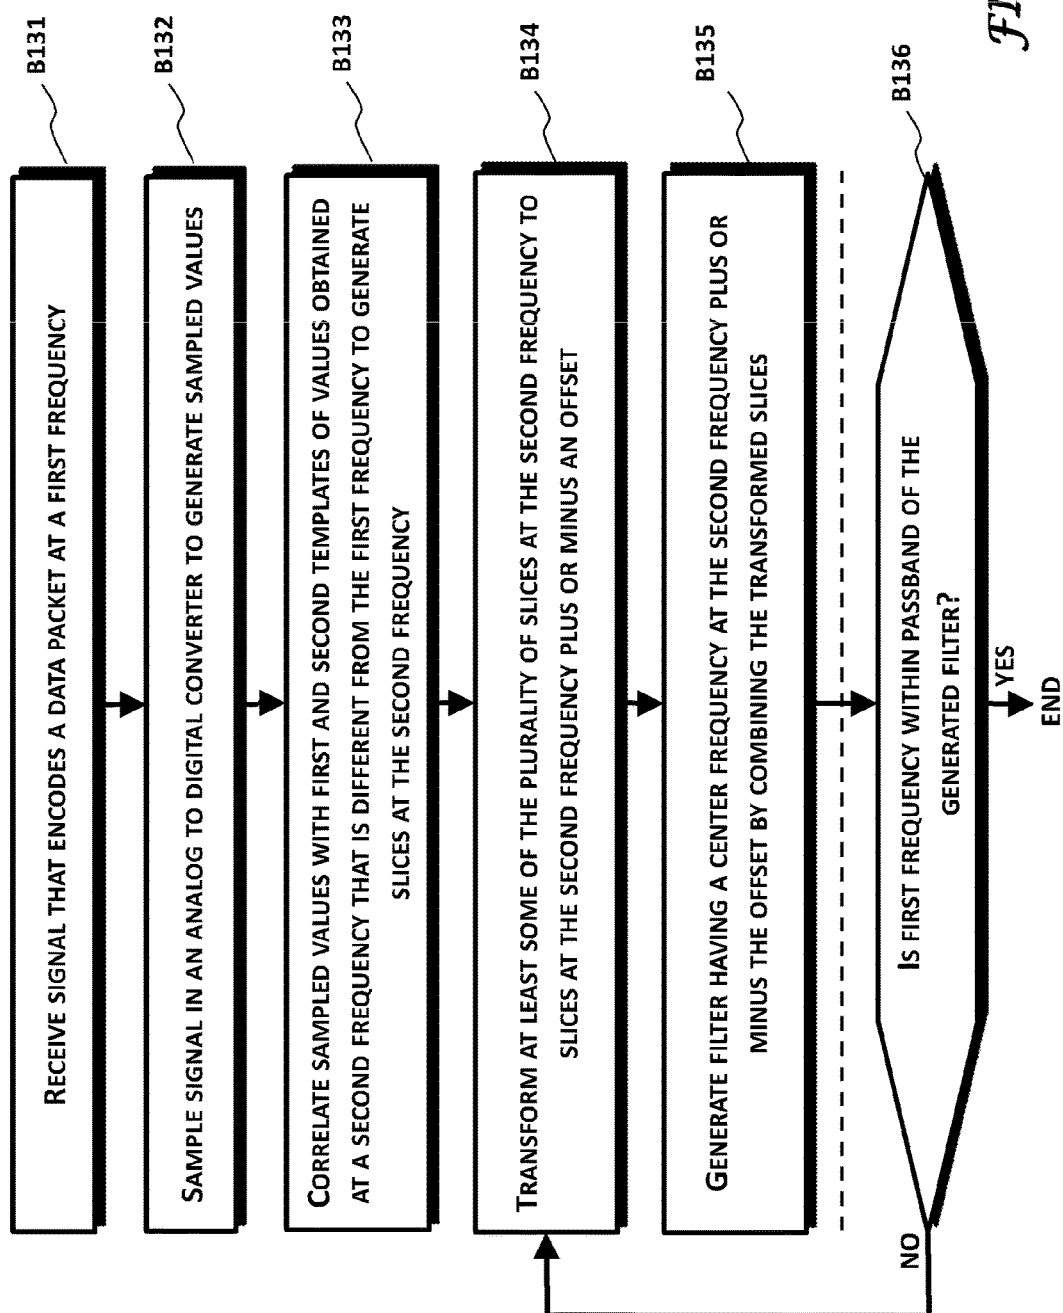 B131
RECEIVE SIGNAL THAT ENCODES A DATA PACKET AT A FIRST FREQUENCY
B132
SAMPLE SIGNAL IN AN ANALOG TO DIGITAL CONVERTER TO GENERATE SAMPLED VALUES
B133
CORRELATE SAMPLED VALUES WITH FIRST AND SECOND TEMPLATES OF VALUES OBTAINED
AT A SECOND FREQUENCY THAT IS DIFFERENT FROM THE FIRST FREQUENCY TO GENERATE
SLICES AT THE SECOND FREQUENCY
B134
TRANSFORM AT LEAST SOME OF THE PLURALITY OF SLICES AT THE SECOND FREQUENCY TO
SLICES AT THE SECOND FREQUENCY PLUS OR MINUS AN OFFSET
B135
GENERATE FILTER HAVING A CENTER FREQUENCY AT THE SECOND FREQUENCY PLUS OR
MINUS THE OFFSET BY COMBINING THE TRANSFORMED SLICES
B136
IS FIRST FREQUENCY WITHIN PASSBAND OF THE
GENERATED FILTER?
NO
YES
END